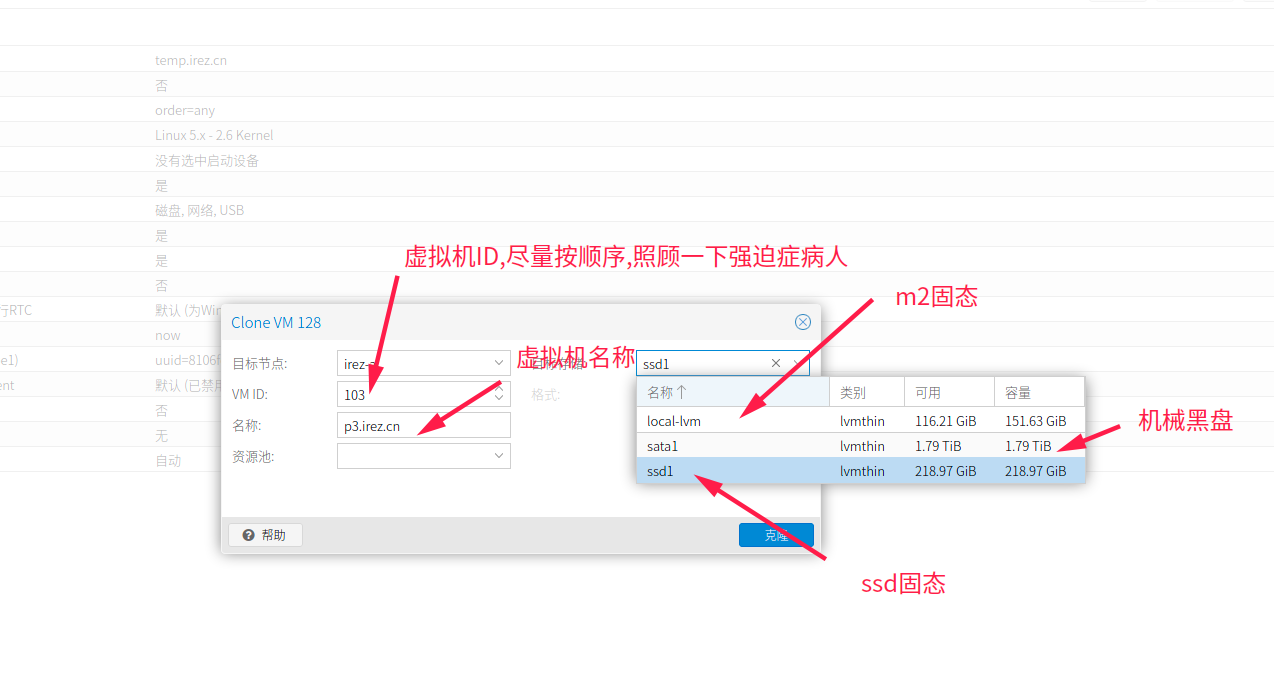 temp.irez.cn
否
order=any
Linux 5.x - 2.6 Kernel
没有选中启动设备
是
磁盘, 网络, USB
是
虚拟机ID,尽量按顺序,照顾一下强迫症病人
是
否
m2固态
行RTC 默认 (为Win
Clone VM 128
now
虚拟机名称
e1) uuid=8106f
目标节点: irez- ssd1
ent 默认 (已禁用
VM ID: 103 格式: 名称 类别 可用 容量
否
名称: p3.irez.cn local-lvm lvmthin 116.21 GiB 151.63 GiB
机械黑盘
无
sata1 lvmthin 1.79 TiB 1.79 TiB
资源池:
自动
ssd1 lvmthin 218.97 GiB 218.97 GiB
帮助 克隆
ssd固态